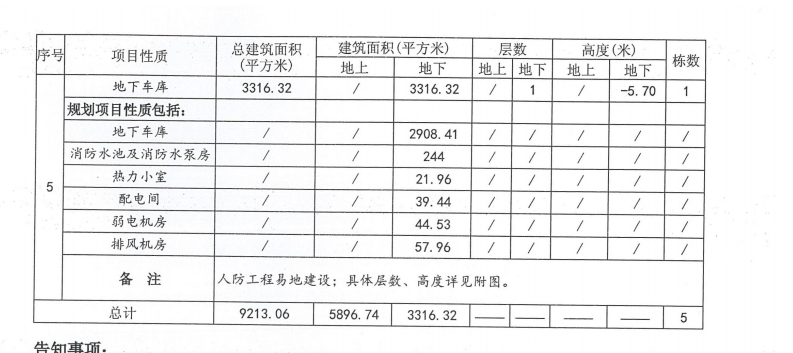 序号 项目性质 总建筑面积(平方米) 建筑面积(平方米) 层数 高度(米) 栋数
地上 地下 地上 地下 地上 地下
5 地下车库 3316.32 / 3316.32 / 1 / -5.70 1
规划项目性质包括:
地下车库 / / 2908.41 / / / / /
消防水池及消防水泵房 / / 244 / / / / /
热力小室 / / 21.96 / / / / /
配电间 / / 39.44 / / / / /
弱电机房 / / 44.53 / / / / /
排风机房 / / 57.96 / / / / /
备 注 人防工程易地建设;具体层数、高度详见附图。
总计 9213.06 5896.74 3316.32 —— —— —— —— 5
告知事项: